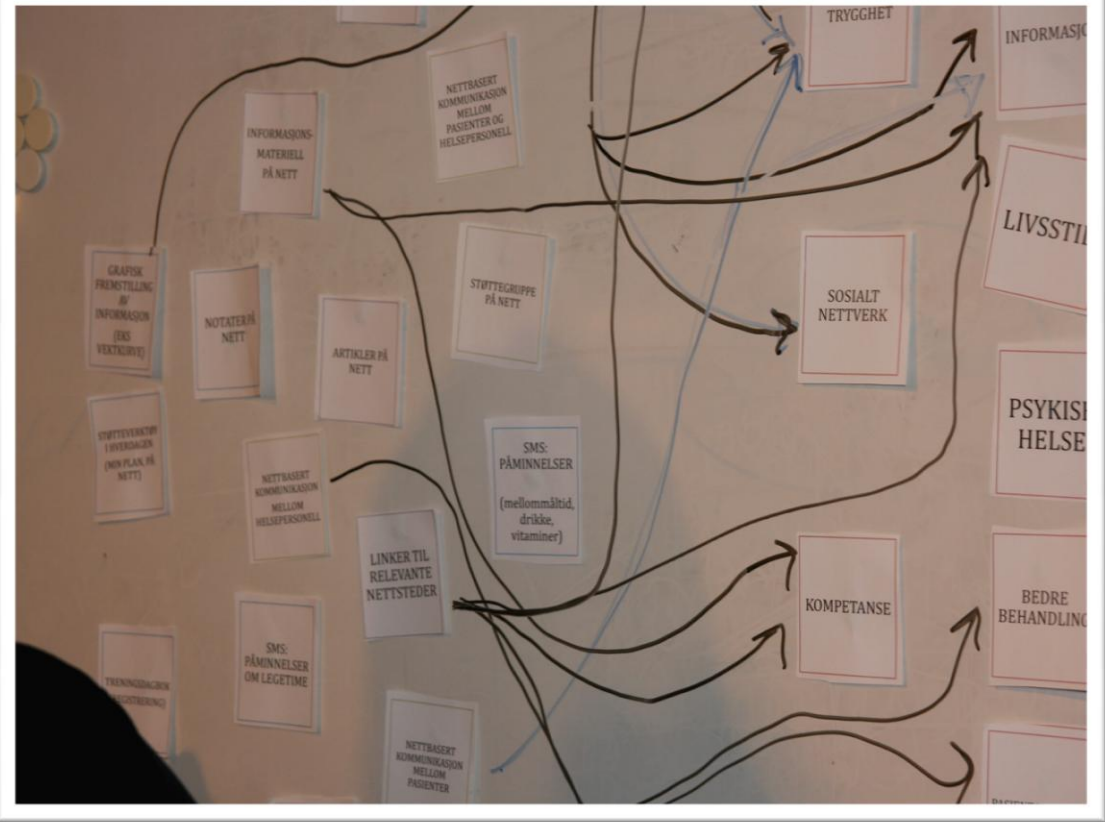 TRYGGHET
INFORMASJO
NETTBASERT
KOMMUNIKASJON
MELLOM
PASIENTER OG
HELSEPERSONELL
INFORMASJONS-
MATERIELL
PÅ NETT
LIVSSTIL
GRAFISK
FREMSTILLING
AV
INFORMASJON
(EKS
VEKTKURVE)
NOTATER PÅ
NETT
STØTTEGRUPPE
PÅ NETT
SOSIALT
NETTVERK
ARTIKLER PÅ
NETT
PSYKISK
HELSE
STØTTEVERKTØY
I HVERDAGEN
(MIN PLAN, PÅ
NETT)
NETTBASERT
KOMMUNIKASJON
MELLOM
HELSEPERSONELL
SMS:
PÅMINNELSER
(mellommåltid,
drikke,
vitaminer)
LINKER TIL
RELEVANTE
NETTSTEDER
KOMPETANSE
BEDRE
BEHANDLING
SMS:
PÅMINNELSER
OM LEGETIME
TRENINGSDAGBOK
(REGISTRERING)
NETTBASERT
KOMMUNIKASJON
MELLOM
PASIENTER